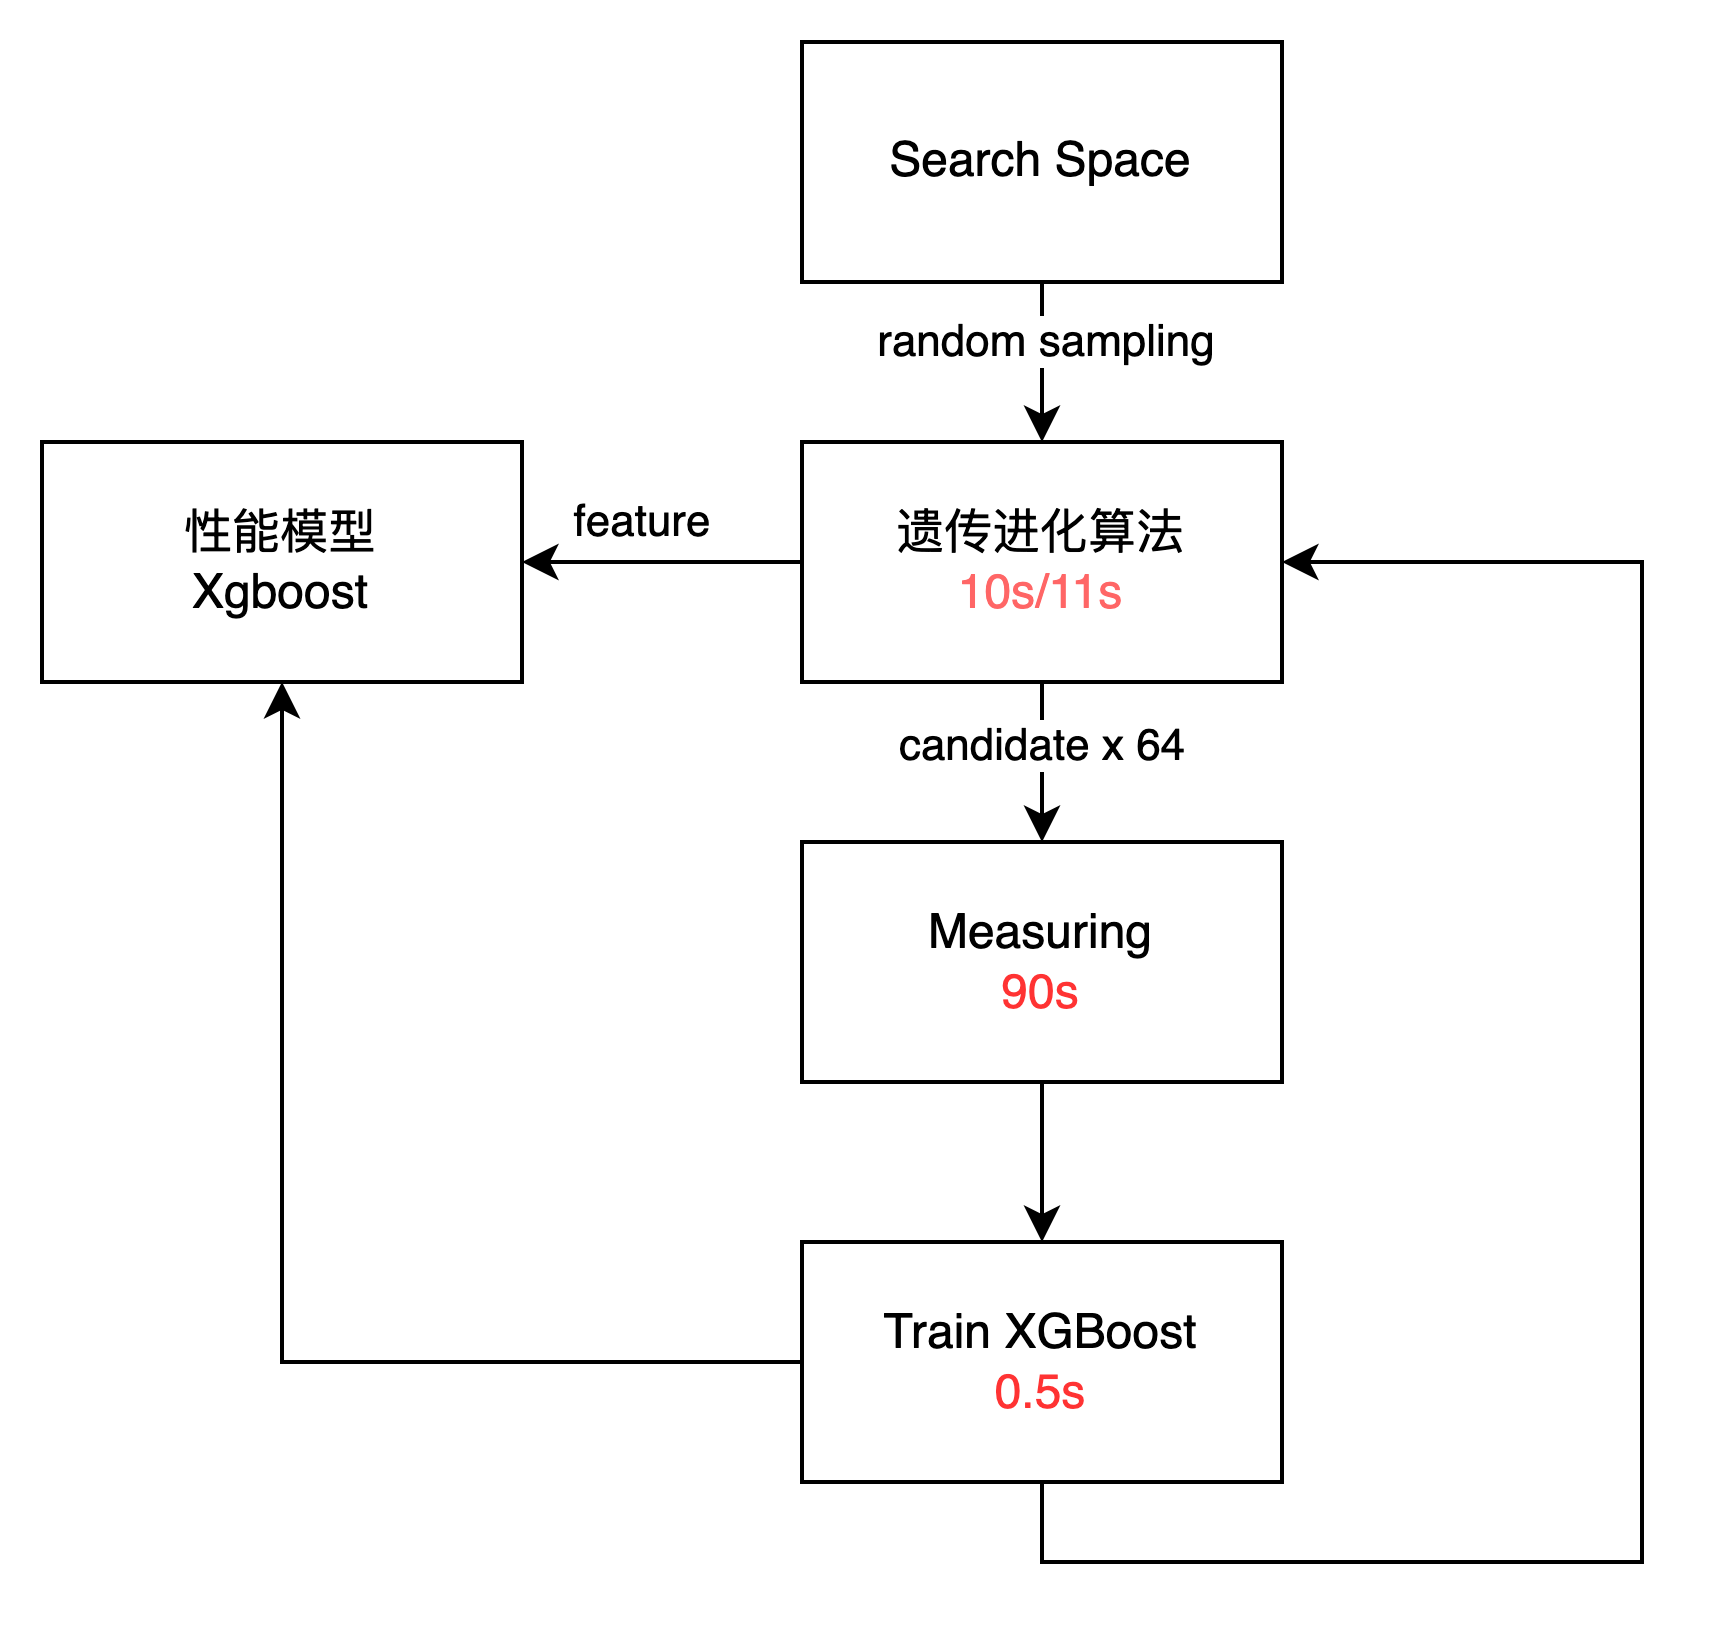 Search Space
random sampling
性能模型
Xgboost
feature
遗传进化算法
10s/11s
candidate x 64
Measuring
90s
Train XGBoost
0.5s